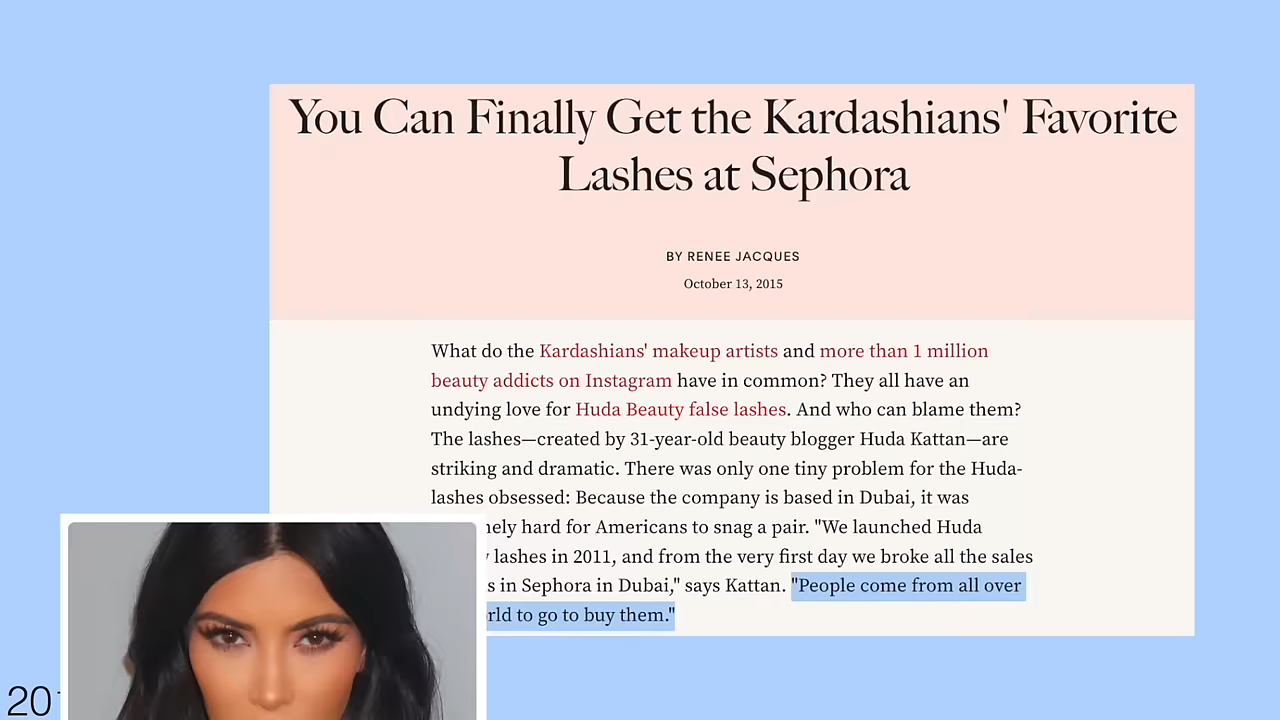 You Can Finally Get the Kardashians' Favorite
Lashes at Sephora
BY RENEE JACQUES
October 13, 2015
What do the Kardashians' makeup artists and more than 1 million
beauty addicts on Instagram have in common? They all have an
undying love for Huda Beauty false lashes. And who can blame them?
The lashes—created by 31-year-old beauty blogger Huda Kattan—are
striking and dramatic. There was only one tiny problem for the Huda-
lashes obsessed: Because the company is based in Dubai, it was
hard for Americans to snag a pair. "We launched Huda
lashes in 2011, and from the very first day we broke all the sales
in Sephora in Dubai," says Kattan. "People come from all over
to go to buy them."